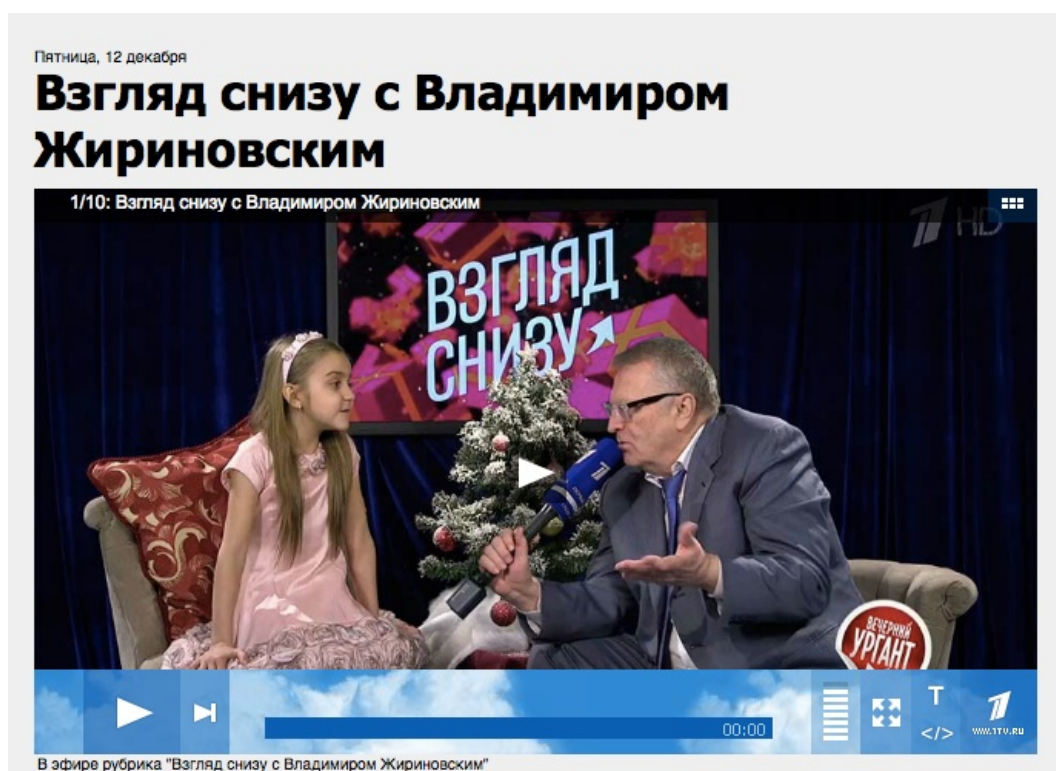 Пятница, 12 декабря
Взгляд снизу с Владимиром
Жириновским
1/10: Взгляд снизу с Владимиром Жириновским
HD
ВЗГЛЯД
СНИЗУ
ВЕЧЕРНИЙ
УРГАНТ
00:00
T
</>
www.1TV.RU
В эфире рубрика "Взгляд снизу с Владимиром Жириновским"